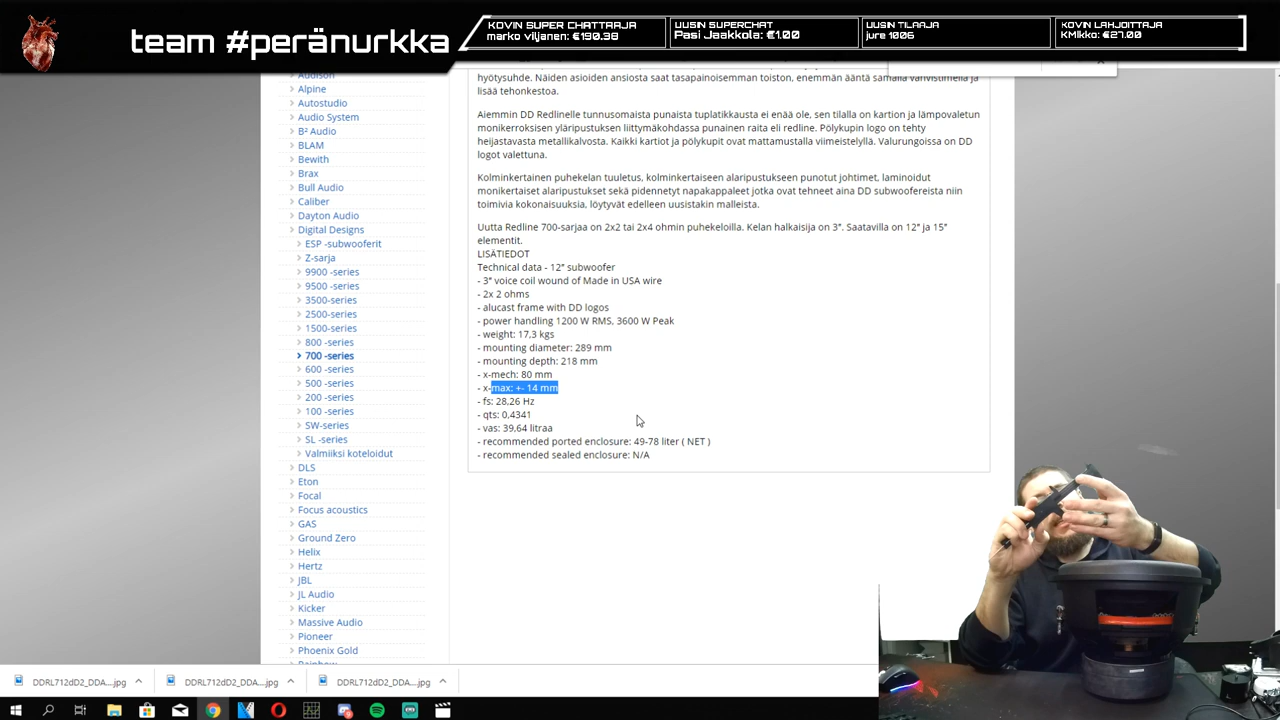 team #peränurkka
KOVIN SUPER CHATTAAJA
marko viljanen: €190.38
UUSIN SUPERCHAT
Pasi Jaakkola: €1.00
UUSIN TILAAJA
jure 1006
KOVIN LAHJOITTAJA
KMikko: €27.00
Audison
Alpine
Autostudio
Audio System
B² Audio
BLAM
Bewith
Brax
Bull Audio
Caliber
Dayton Audio
Digital Designs
ESP -subwooferit
Z-sarja
9900 -series
9500 -series
3500-series
2500-series
1500-series
800 -series
700 -series
600 -series
500 -series
200 -series
100 -series
SW-series
SL -series
Valmiiksi koteloidut
DLS
Eton
Focal
Focus acoustics
GAS
Ground Zero
Helix
Hertz
JBL
JL Audio
Kicker
Massive Audio
Pioneer
Phoenix Gold
Rainbow
hyötysuhde. Näiden asioiden ansiosta saat tasapainoisemman toiston, enemmän ääntä samalla vahvistimella ja
lisää tehonkestoa.
Aiemmin DD Redlinelle tunnusomaista punaista tuplatikkausta ei enää ole, sen tilalla on kartion ja lämpövaletun
monikerroksisen yläripustuksen liittymäkohdassa punainen raita eli redline. Pölykupin logo on tehty
heijastavasta metallikalvosta. Kaikki kartiot ja pölykupit ovat mattamustalla viimeistelyllä. Valurungoissa on DD
logot valettuna.
Kolminkertainen puhekelan tuuletus, kolminkertaiseen alaripustukseen punotut johtimet, laminoidut
monikertaiset alaripustukset sekä pidennetyt napakappaleet jotka ovat tehneet aina DD subwoofereista niin
toimivia kokonaisuuksia, löytyvät edelleen uusistakin malleista.
Uutta Redline 700-sarjaa on 2x2 tai 2x4 ohmin puhekeloilla. Kelan halkaisija on 3". Saatavilla on 12" ja 15"
elementit.
LISÄTIEDOT
Technical data - 12" subwoofer
- 3" voice coil wound of Made in USA wire
- 2x 2 ohms
- alucast frame with DD logos
- power handling 1200 W RMS, 3600 W Peak
- weight: 17,3 kgs
- mounting diameter: 289 mm
- mounting depth: 218 mm
- x-mech: 80 mm
- x-max: +- 14 mm
- fs: 28,26 Hz
- qts: 0,4341
- vas: 39,64 litraa
- recommended ported enclosure: 49-78 liter ( NET )
- recommended sealed enclosure: N/A
DDRL712dD2_DDA....jpg
DDRL712dD2_DDA....jpg
DDRL712dD2_DDA....jpg